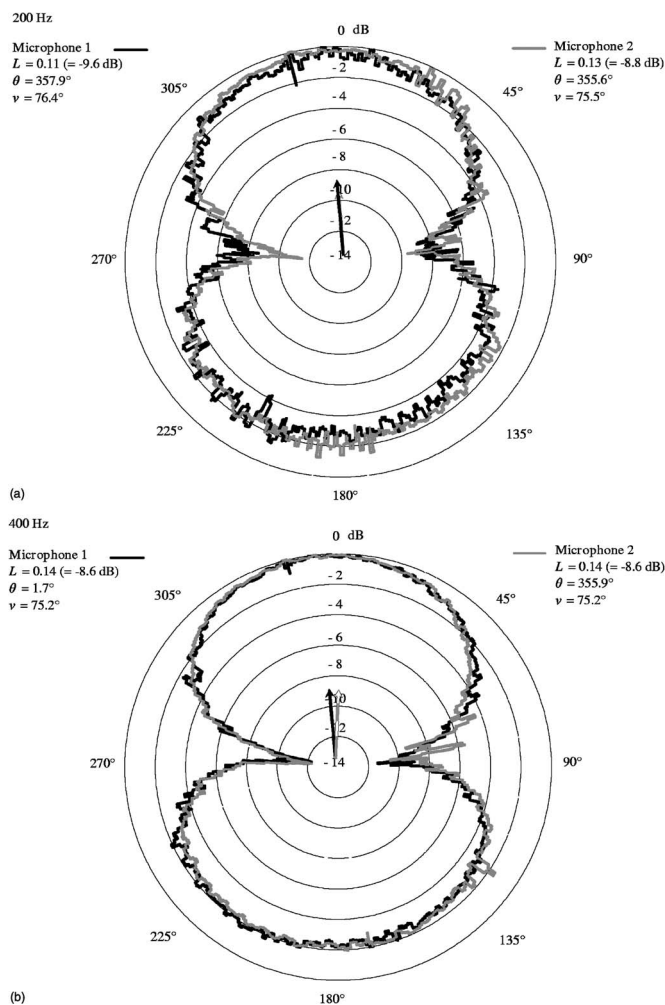 200 Hz
0 dB
Microphone 1
L = 0.11 (= -9.6 dB)
θ = 357.9°
v = 76.4°
Microphone 2
L = 0.13 (= -8.8 dB)
θ = 355.6°
v = 75.5°
305°
45°
- 2
- 4
- 6
- 8
-10
-12
-14
270°
90°
225°
135°
180°
(a)
400 Hz
0 dB
Microphone 1
L = 0.14 (= -8.6 dB)
θ = 1.7°
v = 75.2°
Microphone 2
L = 0.14 (= -8.6 dB)
θ = 355.9°
v = 75.2°
305°
45°
- 2
- 4
- 6
- 8
-10
-12
-14
270°
90°
225°
135°
180°
(b)